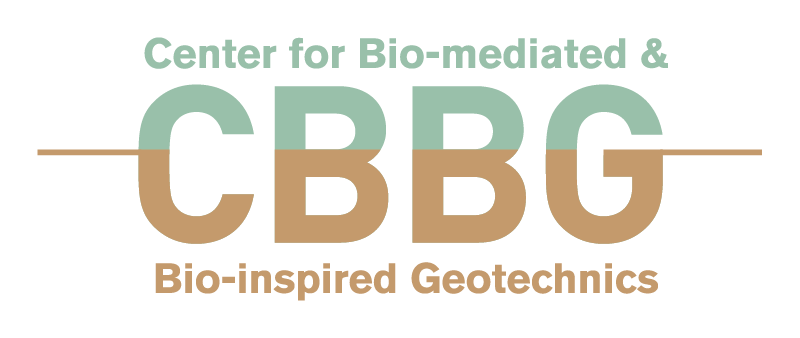 Center for Bio-mediated &
CBBG
Bio-inspired Geotechnics